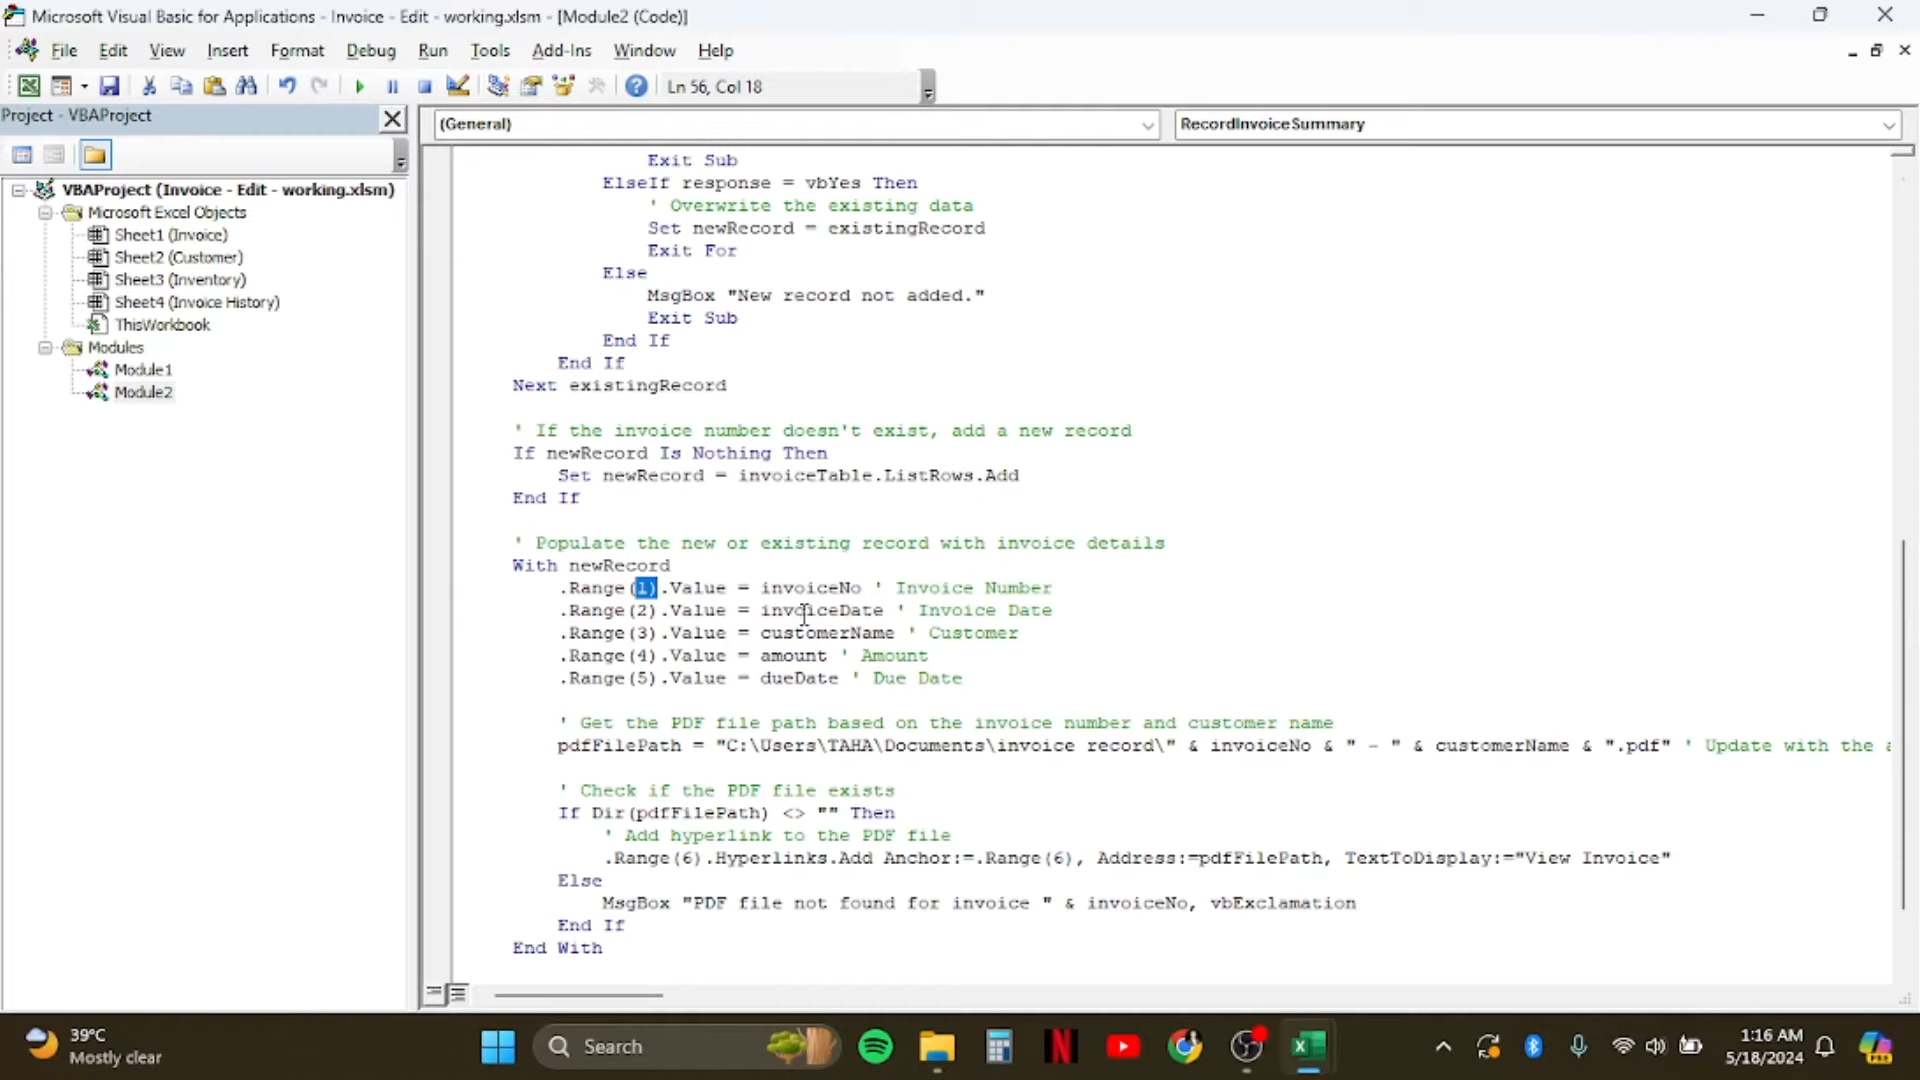 Microsoft Visual Basic for Applications - Invoice - Edit - working.xlsm - [Module2 (Code)]
File Edit View Insert Format Debug Run Tools Add-Ins Window Help
Ln 56, Col 18
Project - VBAProject
(General)
RecordInvoiceSummary
VBAProject (Invoice - Edit - working.xlsm)
Microsoft Excel Objects
Sheet1 (Invoice)
Sheet2 (Customer)
Sheet3 (Inventory)
Sheet4 (Invoice History)
ThisWorkbook
Modules
Module1
Module2
Exit Sub
ElseIf response = vbYes Then
' Overwrite the existing data
Set newRecord = existingRecord
Exit For
Else
MsgBox "New record not added."
Exit Sub
End If
End If
Next existingRecord
' If the invoice number doesn't exist, add a new record
If newRecord Is Nothing Then
Set newRecord = invoiceTable.ListRows.Add
End If
' Populate the new or existing record with invoice details
With newRecord
.Range(1).Value = invoiceNo ' Invoice Number
.Range(2).Value = invoiceDate ' Invoice Date
.Range(3).Value = customerName ' Customer
.Range(4).Value = amount ' Amount
.Range(5).Value = dueDate ' Due Date
' Get the PDF file path based on the invoice number and customer name
pdfFilePath = "C:\Users\TAHA\Documents\invoice record\" & invoiceNo & " - " & customerName & ".pdf" ' Update with the
' Check if the PDF file exists
If Dir(pdfFilePath) <> "" Then
' Add hyperlink to the PDF file
.Range(6).Hyperlinks.Add Anchor:=.Range(6), Address:=pdfFilePath, TextToDisplay:="View Invoice"
Else
MsgBox "PDF file not found for invoice " & invoiceNo, vbExclamation
End If
End With
39°C
Mostly clear
Search
1:16 AM
5/18/2024